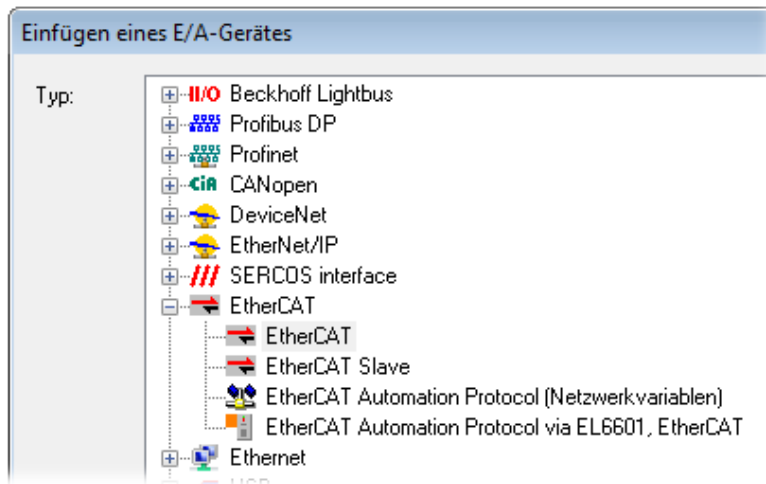 Einfügen eines E/A-Gerätes
Typ:
II/O Beckhoff Lightbus
Profibus DP
Profinet
CiA CANopen
DeviceNet
EtherNet/IP
SERCOS interface
EtherCAT
EtherCAT
EtherCAT Slave
EtherCAT Automation Protocol (Netzwerkvariablen)
EtherCAT Automation Protocol via EL6601, EtherCAT
Ethernet